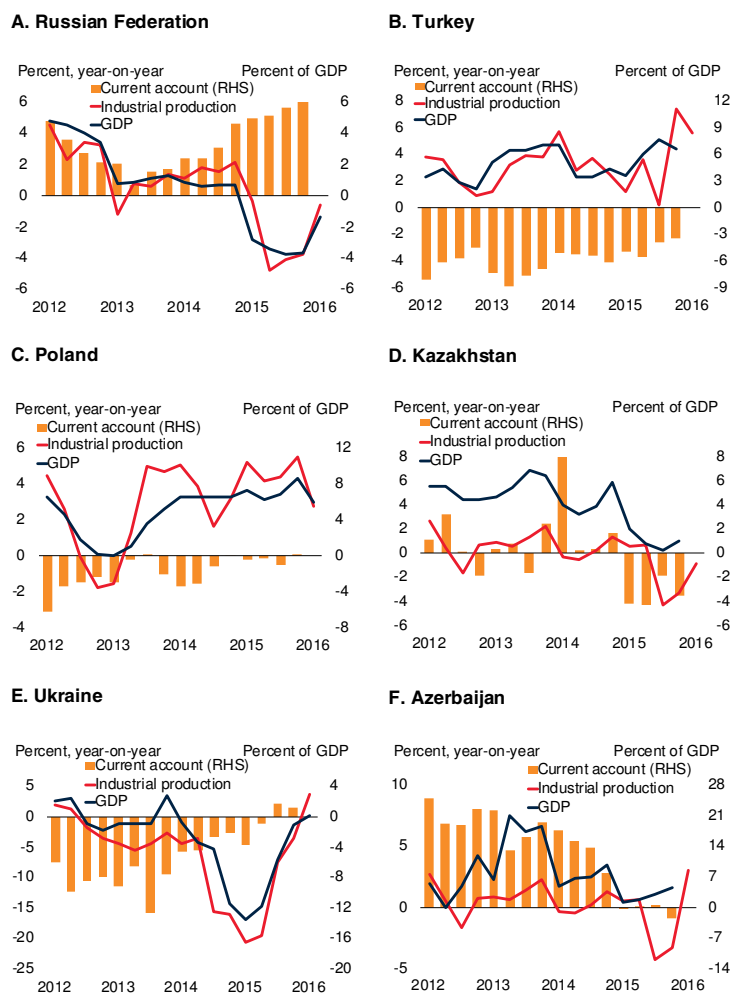 A. Russian Federation
Percent, year-on-year Percent of GDP
Current account (RHS)
Industrial production
GDP
6 6
4 4
2 2
0 0
-2 -2
-4 -4
-6 -6
2012 2013 2014 2015 2016
B. Turkey
Percent, year-on-year Percent of GDP
Current account (RHS)
Industrial production
GDP
8 12
6 9
4 6
2 3
0 0
-2 -3
-4 -6
-6 -9
2012 2013 2014 2015 2016
C. Poland
Percent, year-on-year Percent of GDP
Current account (RHS)
Industrial production
GDP
6 12
4 8
2 4
0 0
-2 -4
-4 -8
2012 2013 2014 2015 2016
D. Kazakhstan
Percent, year-on-year Percent of GDP
Current account (RHS)
Industrial production
GDP
8 8
6 6
4 4
2 2
0 0
-2 -2
-4 -4
-6 -6
2012 2013 2014 2015 2016
E. Ukraine
Percent, year-on-year Percent of GDP
Current account (RHS)
Industrial production
GDP
5 4
0 0
-5 -4
-10 -8
-15 -12
-20 -16
-25 -20
2012 2013 2014 2015 2016
F. Azerbaijan
Percent, year-on-year Percent of GDP
Current account (RHS)
Industrial production
GDP
10 28
21
5 14
7
0 0
-7
-5 -14
2012 2013 2014 2015 2016